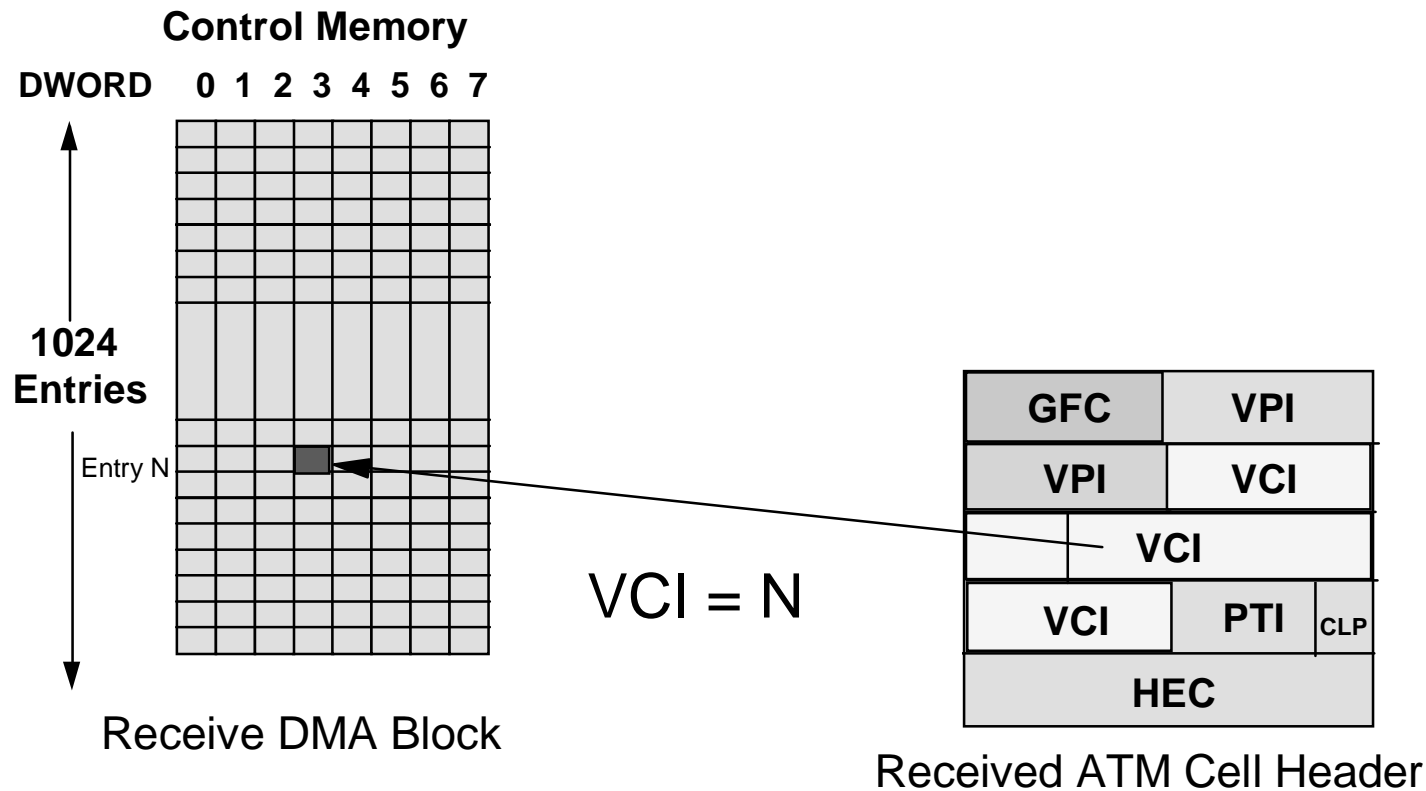 Control Memory
DWORD 0 1 2 3 4 5 6 7
1024
Entries
Entry N
Receive DMA Block
VCI = N
GFC VPI
VPI VCI
VCI
VCI PTI CLP
HEC
Received ATM Cell Header